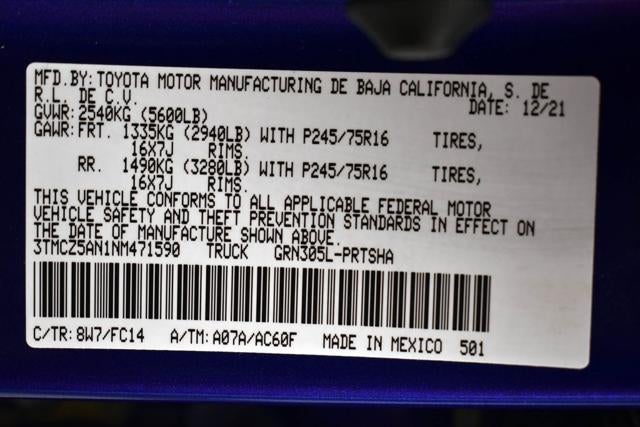 MFD.BY:TOYOTA MOTOR MANUFACTURING DE BAJA CALIFORNIA, S. DE
R.L. DE C.V. DATE: 12/21
GVWR:2540KG (5600LB)
GAWR:FRT. 1335KG (2940LB) WITH P245/75R16 TIRES,
16X7J RIMS.
RR. 1490KG (3280LB) WITH P245/75R16 TIRES,
16X7J RIMS.
THIS VEHICLE CONFORMS TO ALL APPLICABLE FEDERAL MOTOR
VEHICLE SAFETY AND THEFT PREVENTION STANDARDS IN EFFECT ON
THE DATE OF MANUFACTURE SHOWN ABOVE.
3TMCZ5AN1NM471590 TRUCK GRN305L-PRTSHA
C/TR: 8W7/FC14 A/TM: A07A/AC60F MADE IN MEXICO 501